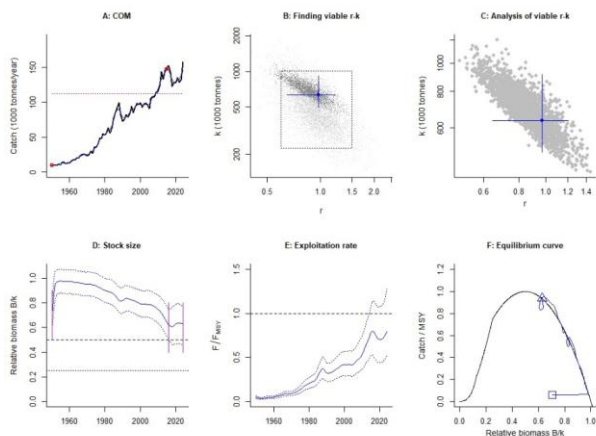 A: COM
Catch (1000 tonnes/year)
0 50 100 150
1960 1980 2000 2020
B: Finding viable r-k
k (1000 tonnes)
200 500 1000 2000
0.5 1.0 2.0
r
C: Analysis of viable r-k
k (1000 tonnes)
600 800 1000
0.6 0.8 1.0 1.2 1.4
r
D: Stock size
Relative biomass B/k
0.0 0.2 0.4 0.6 0.8 1.0
1960 1980 2000 2020
E: Exploitation rate
F / FMSY
0.0 0.5 1.0 1.5
1960 1980 2000 2020
F: Equilibrium curve
Catch / MSY
0.0 0.2 0.4 0.6 0.8 1.0 1.2
0.0 0.2 0.4 0.6 0.8 1.0
Relative biomass B/k